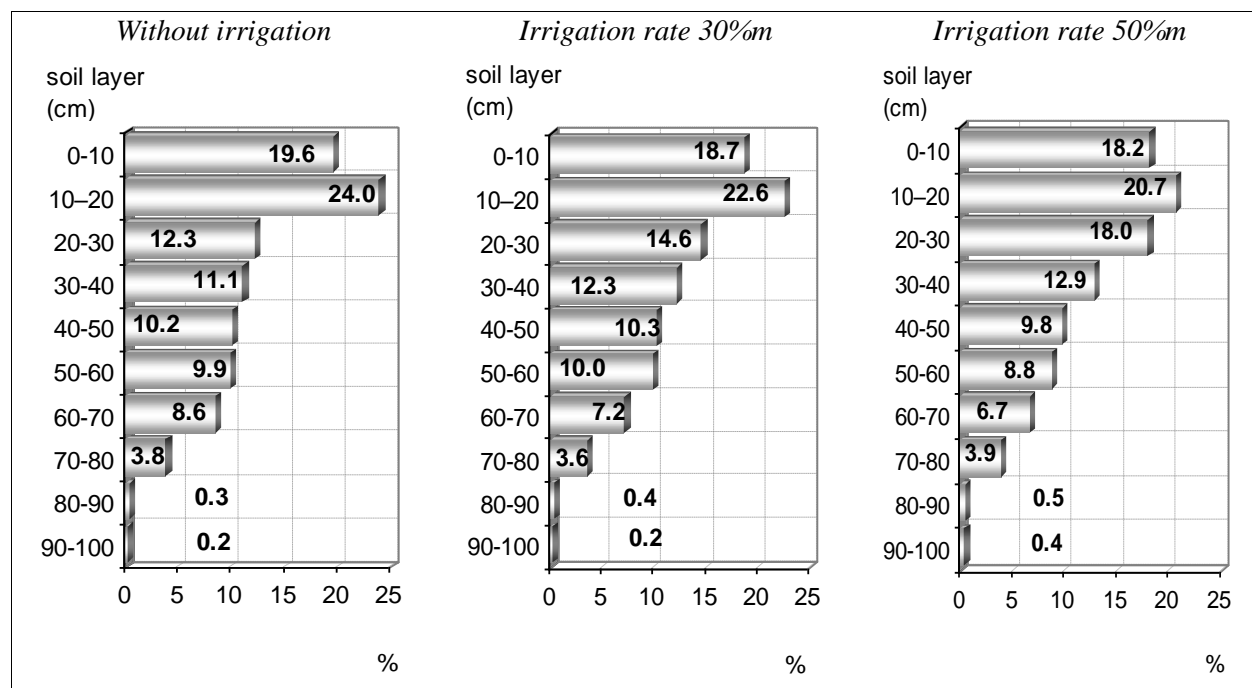 Without irrigation
soil layer
(cm)
0-10 19.6
10–20 24.0
20-30 12.3
30-40 11.1
40-50 10.2
50-60 9.9
60-70 8.6
70-80 3.8
80-90 0.3
90-100 0.2
0 5 10 15 20 25
%
Irrigation rate 30%m
soil layer
(cm)
0-10 18.7
10–20 22.6
20-30 14.6
30-40 12.3
40-50 10.3
50-60 10.0
60-70 7.2
70-80 3.6
80-90 0.4
90-100 0.2
0 5 10 15 20 25
%
Irrigation rate 50%m
soil layer
(cm)
0-10 18.2
10–20 20.7
20-30 18.0
30-40 12.9
40-50 9.8
50-60 8.8
60-70 6.7
70-80 3.9
80-90 0.5
90-100 0.4
0 5 10 15 20 25
%